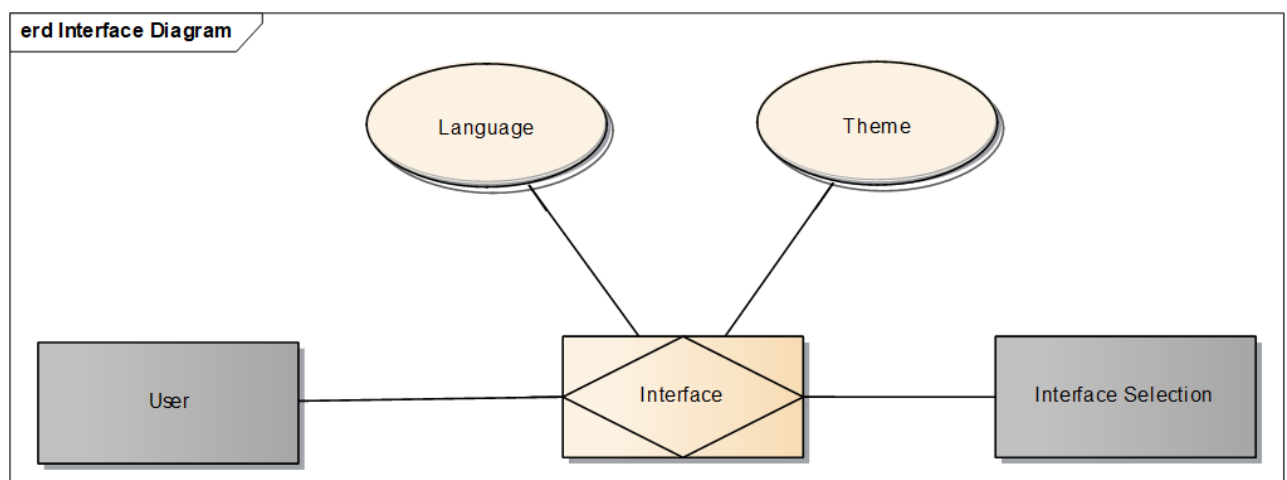 erd Interface Diagram
Language
Theme
User
Interface
Interface Selection